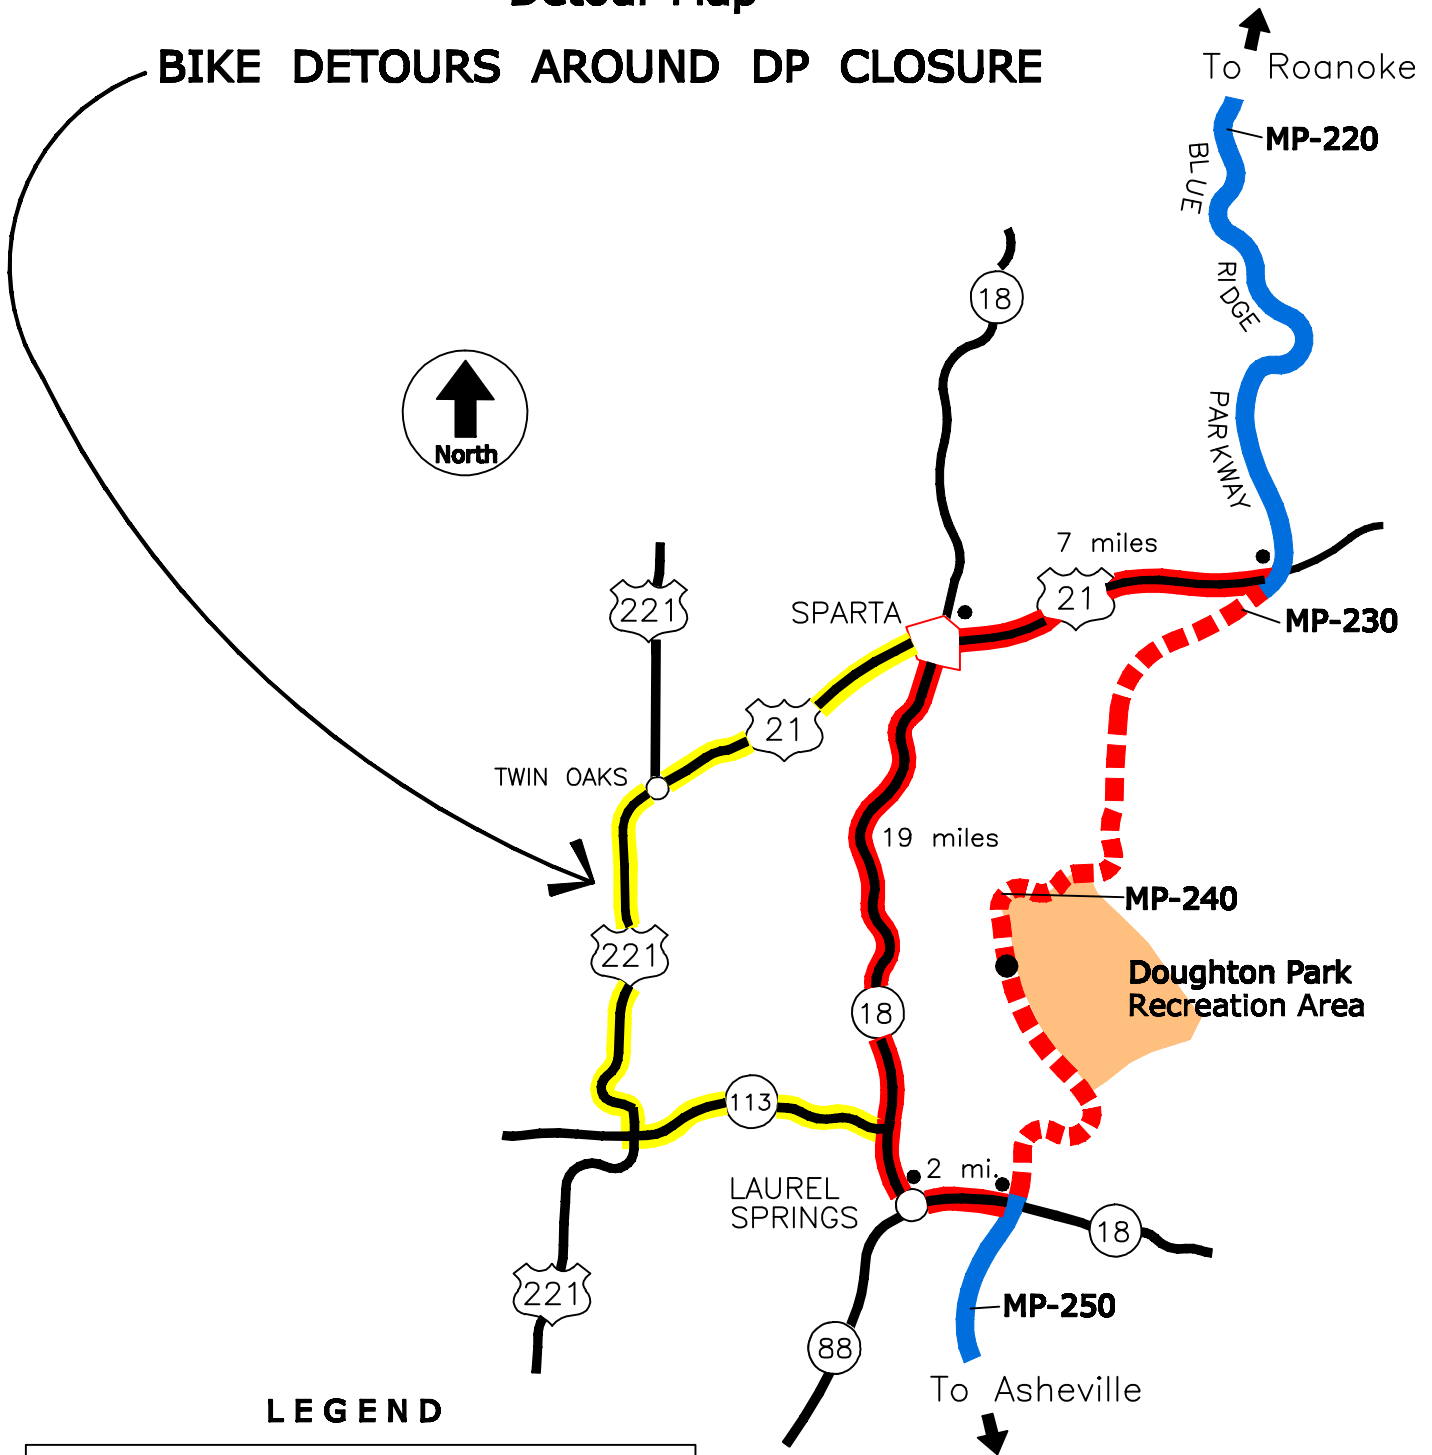 Detour Map
BIKE DETOURS AROUND DP CLOSURE
To Roanoke
MP-220
BLUE
RIDGE
PARKWAY
18
North
7 miles
221
SPARTA
21
MP-230
21
TWIN OAKS
19 miles
MP-240
221
Doughton Park
Recreation Area
18
113
2 mi.
LAUREL
SPRINGS
18
221
MP-250
88
To Asheville
LEGEND